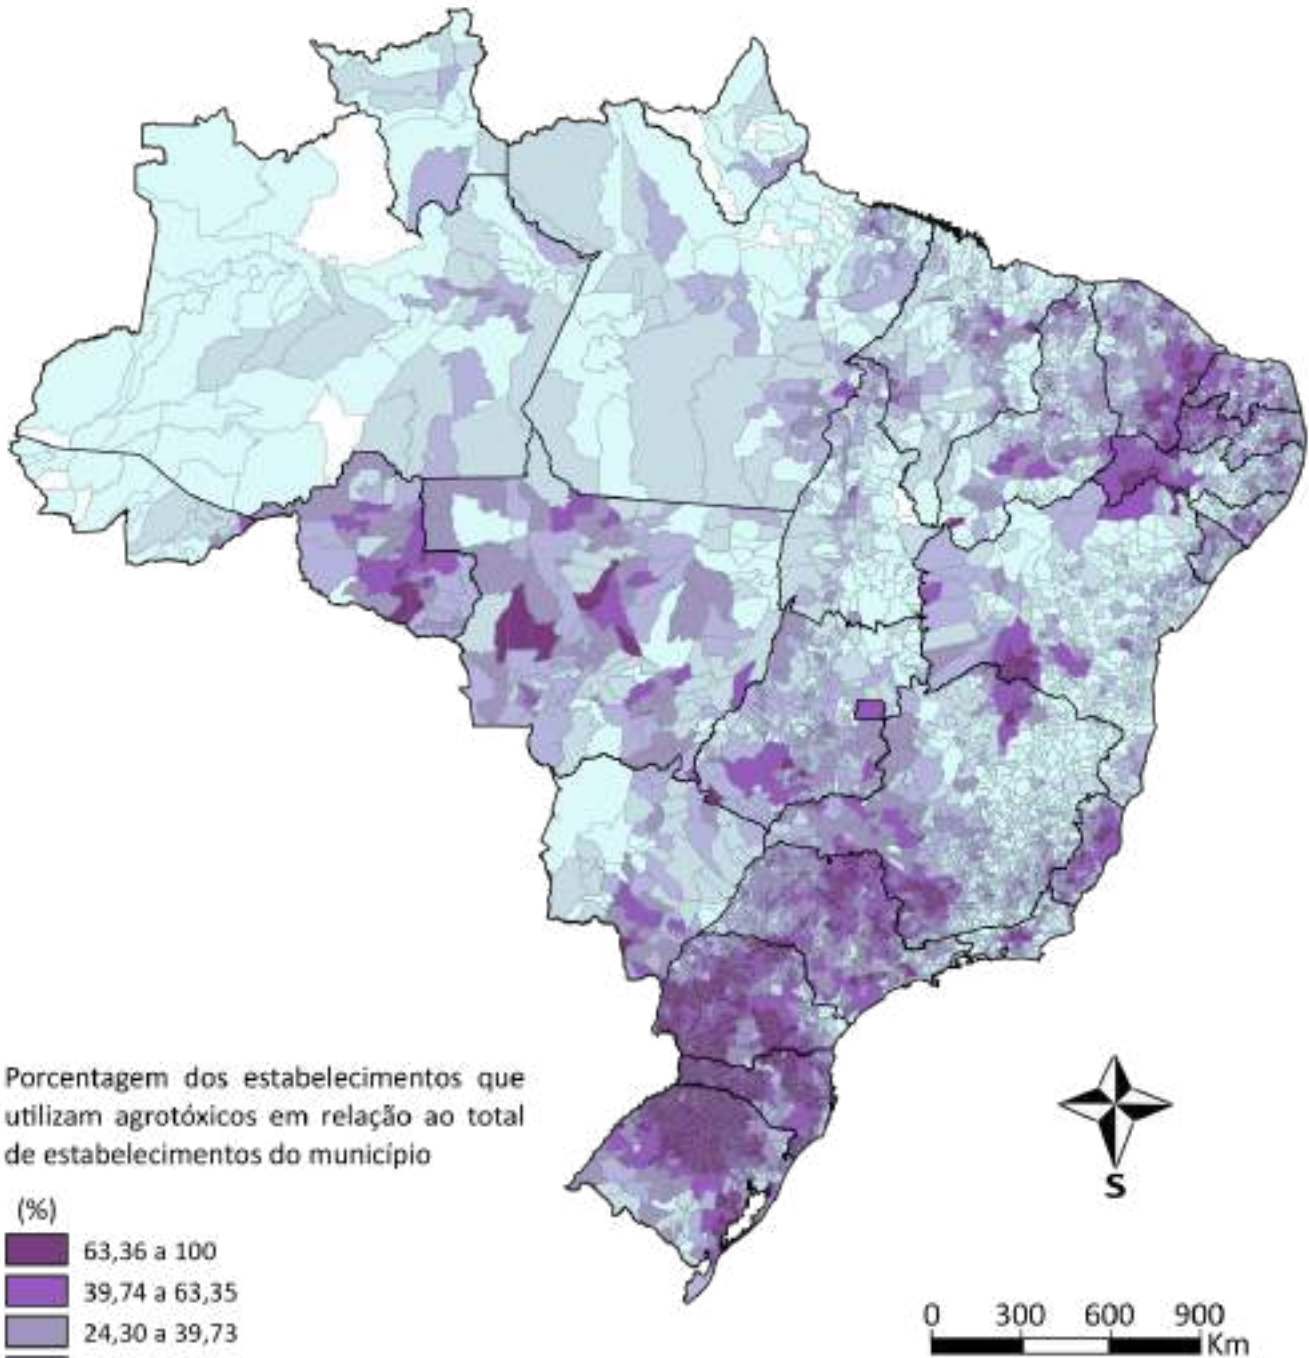 Porcentagem dos estabelecimentos que
utilizam agrotóxicos em relação ao total
de estabelecimentos do município
(%)
63,36 a 100
39,74 a 63,35
24,30 a 39,73
S
0 300 600 900
Km